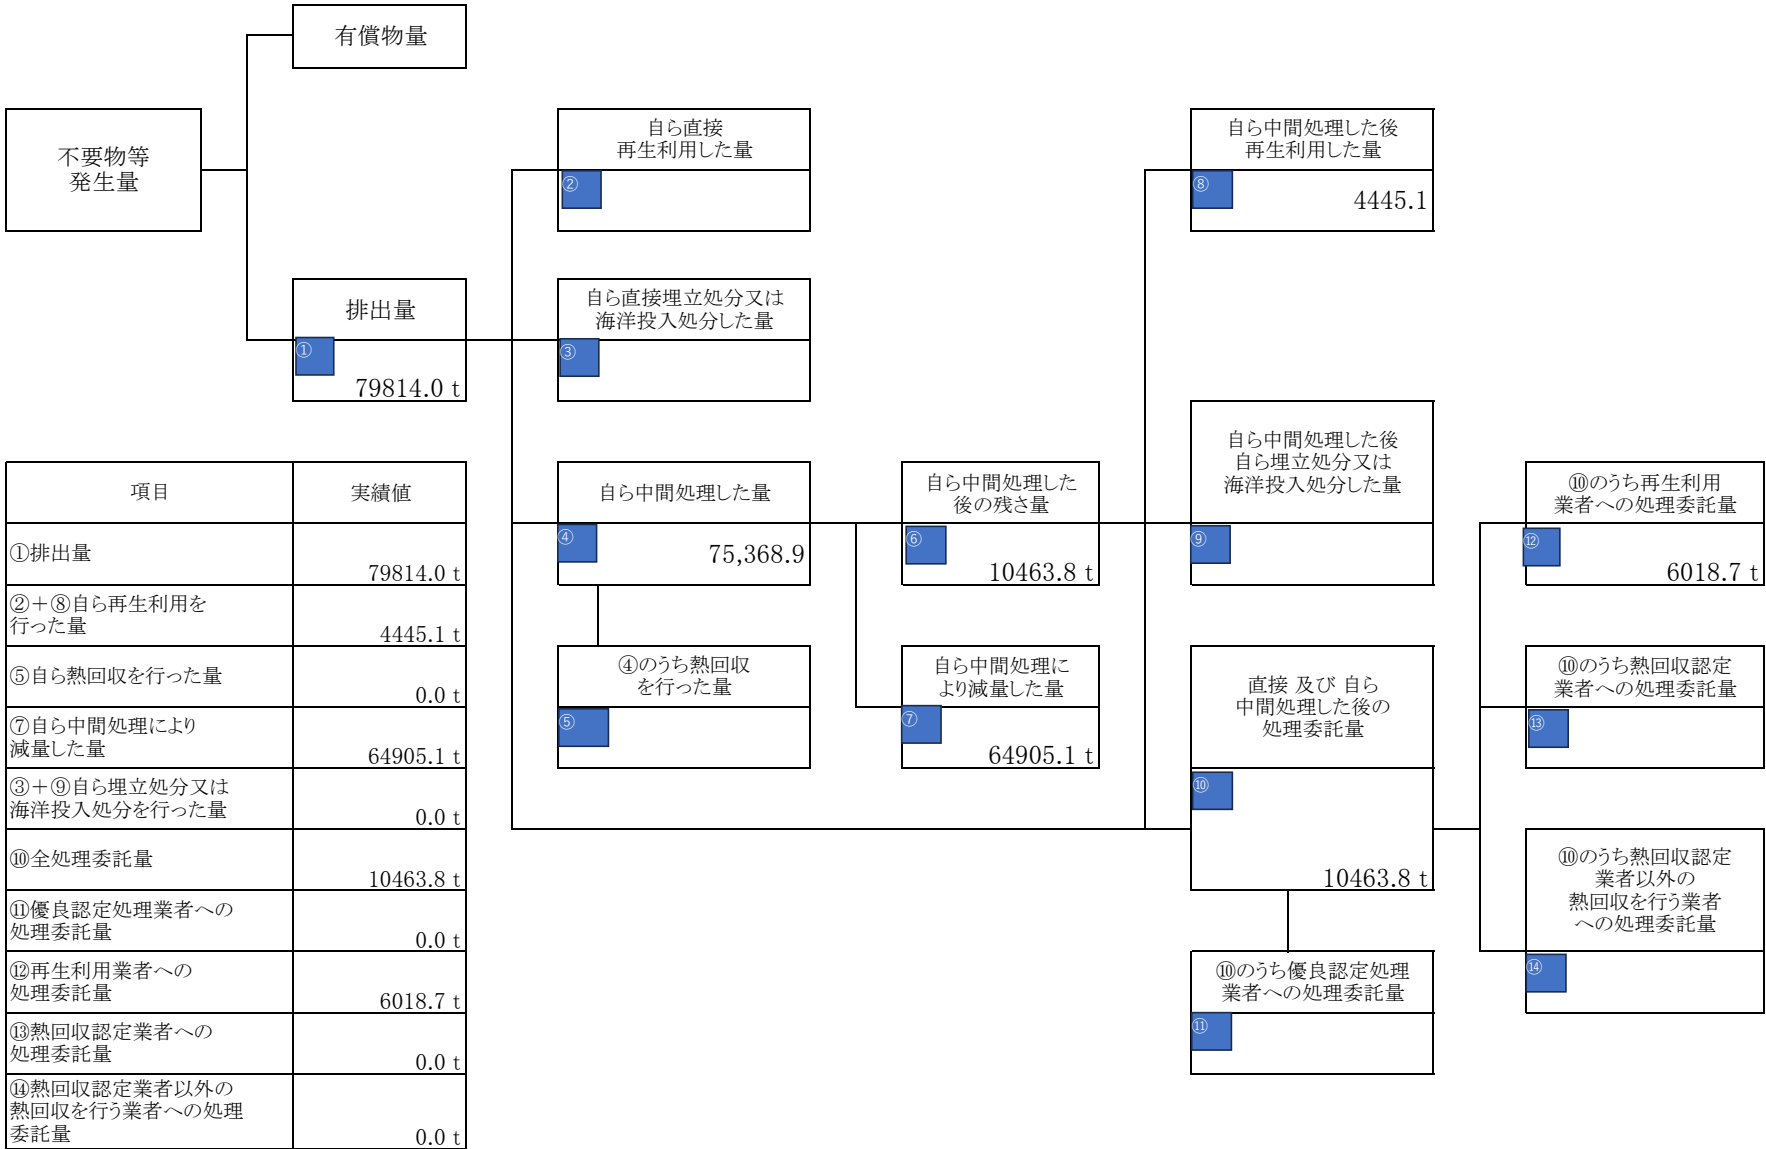 有償物量
不要物等
発生量
排出量
①
79814.0 t
自ら直接
再生利用した量
②
自ら直接埋立処分又は
海洋投入処分した量
③
自ら中間処理した量
④
75,368.9
④のうち熱回収
を行った量
⑤
自ら中間処理した
後の残さ量
⑥
10463.8 t
自ら中間処理に
より減量した量
⑦
64905.1 t
自ら中間処理した後
再生利用した量
⑧
4445.1
自ら中間処理した後
自ら埋立処分又は
海洋投入処分した量
⑨
直接 及び 自ら
中間処理した後の
処理委託量
⑩
10463.8 t
⑩のうち優良認定処理
業者への処理委託量
⑪
⑩のうち再生利用
業者への処理委託量
⑫
6018.7 t
⑩のうち熱回収認定
業者への処理委託量
⑬
⑩のうち熱回収認定
業者以外の
熱回収を行う業者
への処理委託量
⑭
項目 実績値
①排出量
79814.0 t
②＋⑧自ら再生利用を
行った量
4445.1 t
⑤自ら熱回収を行った量
0.0 t
⑦自ら中間処理により
減量した量
64905.1 t
③＋⑨自ら埋立処分又は
海洋投入処分を行った量
0.0 t
⑩全処理委託量
10463.8 t
⑪優良認定処理業者への
処理委託量
0.0 t
⑫再生利用業者への
処理委託量
6018.7 t
⑬熱回収認定業者への
処理委託量
0.0 t
⑭熱回収認定業者以外の
熱回収を行う業者への処理
委託量
0.0 t